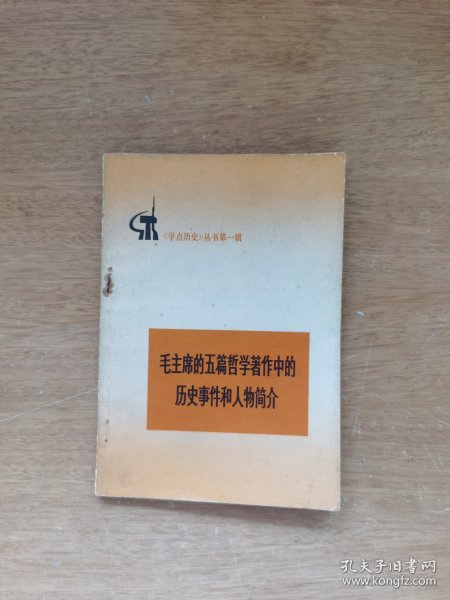 《学点历史》丛书第一辑
毛主席的五篇哲学著作中的
历史事件和人物简介
孔夫子旧书网
www.kongfz.com